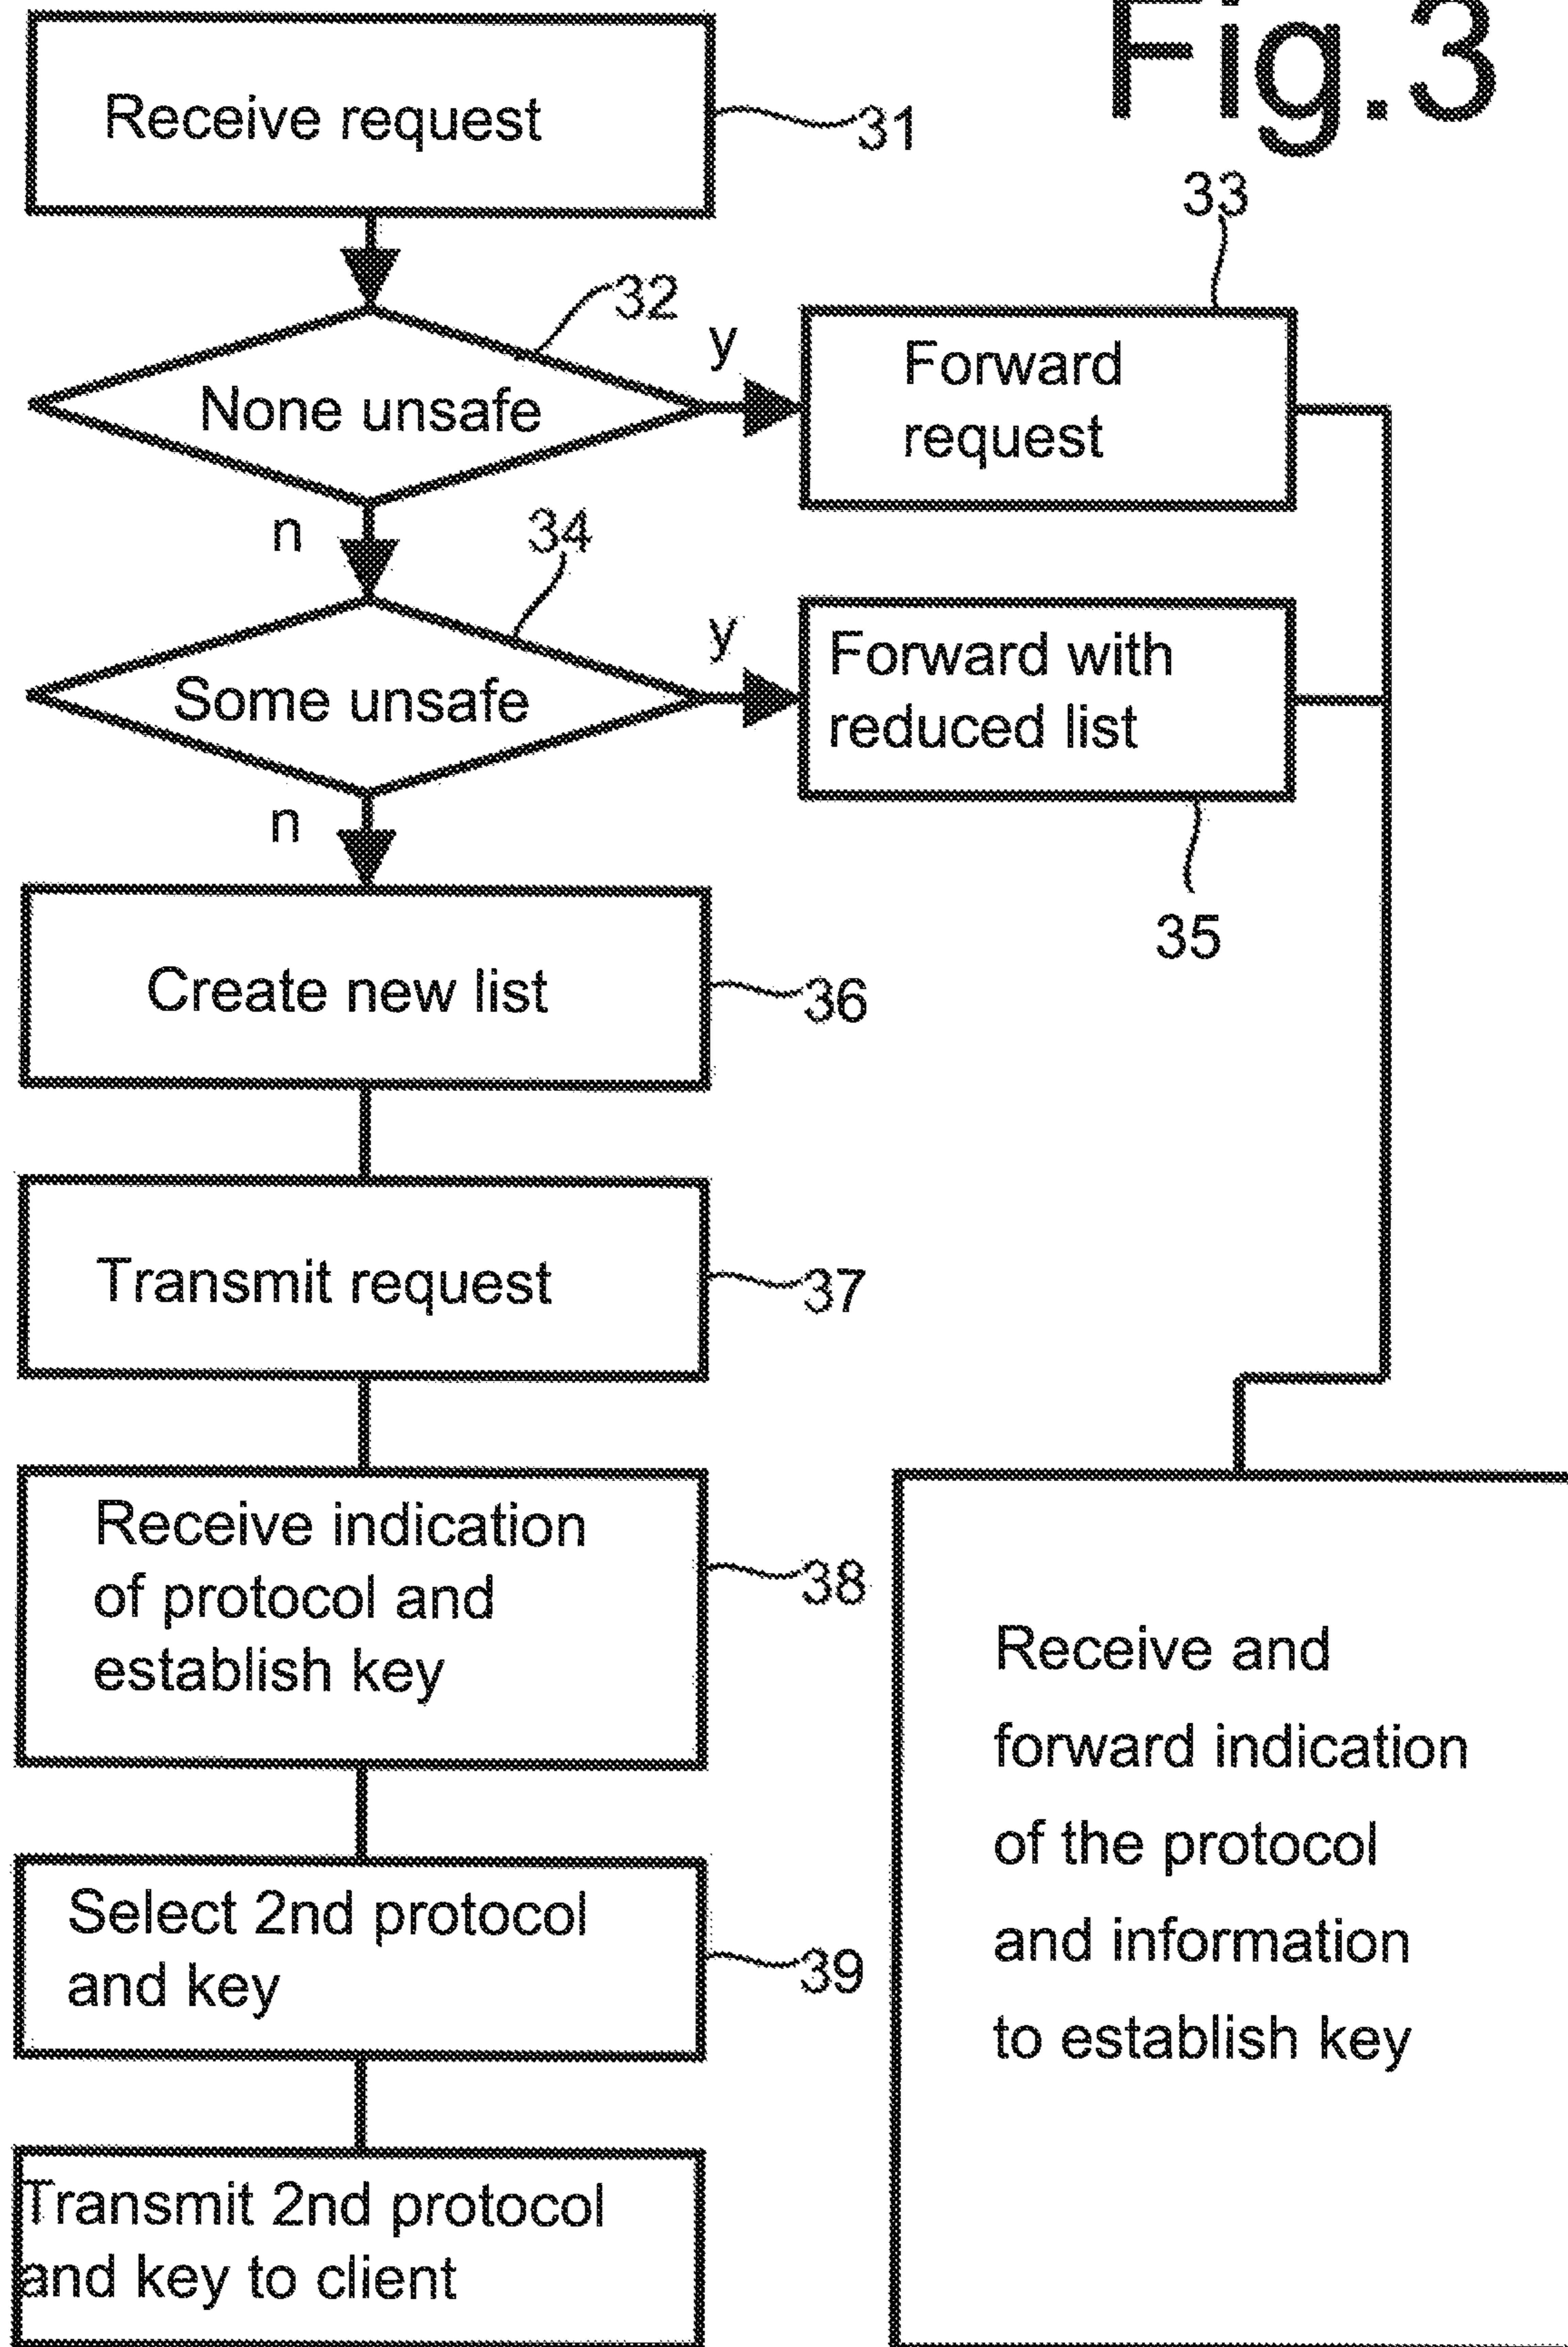 Fig.3
Receive request
31
32
None unsafe
y
33
Forward
request
n
34
Some unsafe
y
Forward with
reduced list
35
n
Create new list
36
Transmit request
37
Receive indication
of protocol and
establish key
38
Select 2nd protocol
and key
39
Transmit 2nd protocol
and key to client
Receive and
forward indication
of the protocol
and information
to establish key